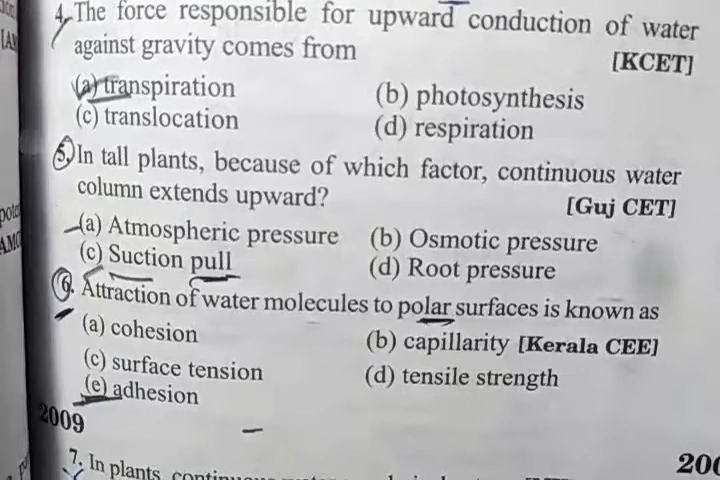 4. The force responsible for upward conduction of water
against gravity comes from [KCET]
(a) transpiration (b) photosynthesis
(c) translocation (d) respiration
5. In tall plants, because of which factor, continuous water
column extends upward? [Guj CET]
(a) Atmospheric pressure (b) Osmotic pressure
(c) Suction pull (d) Root pressure
6. Attraction of water molecules to polar surfaces is known as
(a) cohesion (b) capillarity [Kerala CEE]
(c) surface tension (d) tensile strength
(e) adhesion
2009
7. In plants